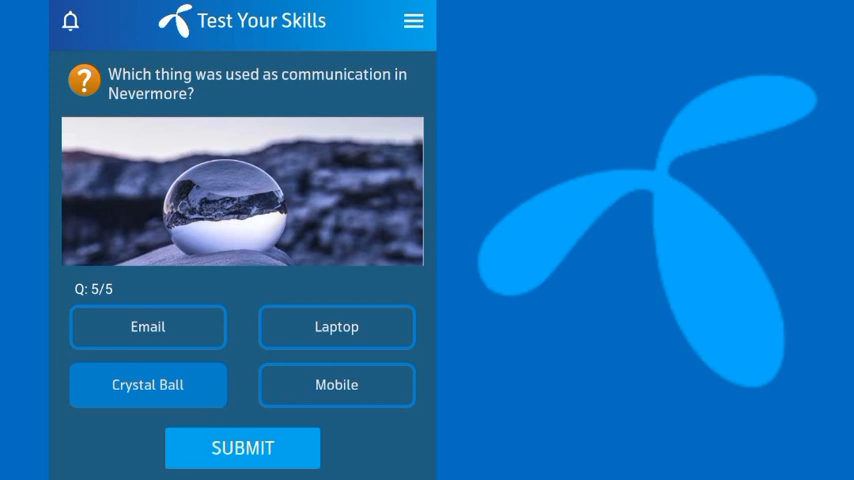 Test Your Skills
Which thing was used as communication in
Nevermore?
Q: 5/5
Email
Laptop
Crystal Ball
Mobile
SUBMIT